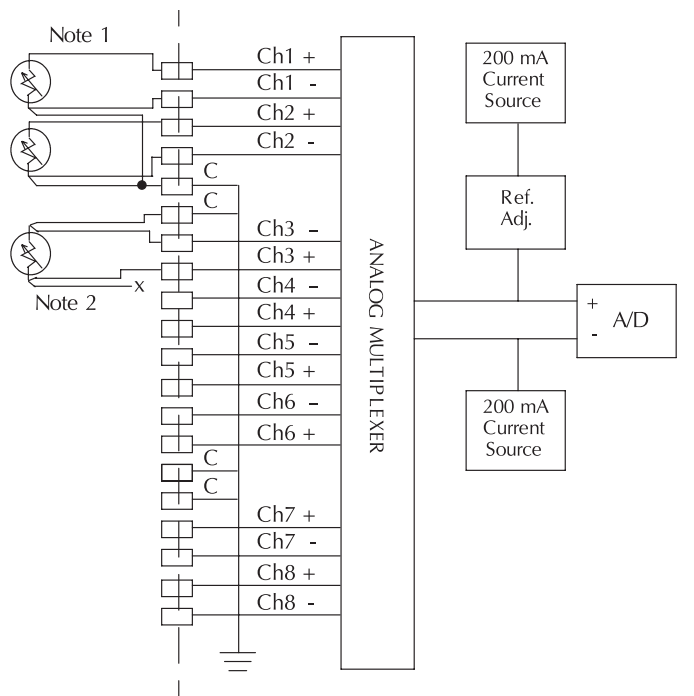 Note 1
Ch1 +
Ch1 -
Ch2 +
Ch2 -
C
C
Ch3 –
Ch3 +
Note 2
x
Ch4 –
Ch4 +
Ch5 –
Ch5 +
Ch6 –
Ch6 +
C
C
Ch7 +
Ch7 -
Ch8 +
Ch8 -
ANALOG MULTIPLEXER
200 mA
Current
Source
Ref.
Adj.
+
-
A/D
200 mA
Current
Source